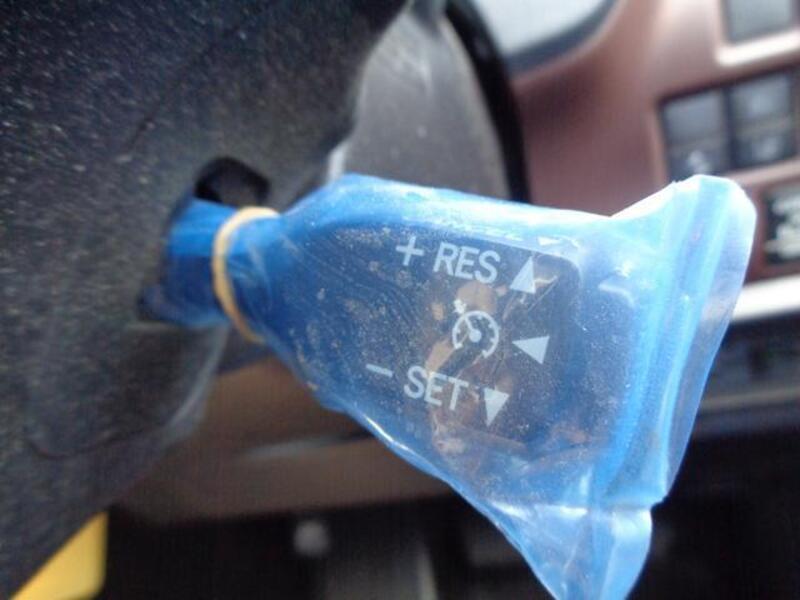 + RES
− SET